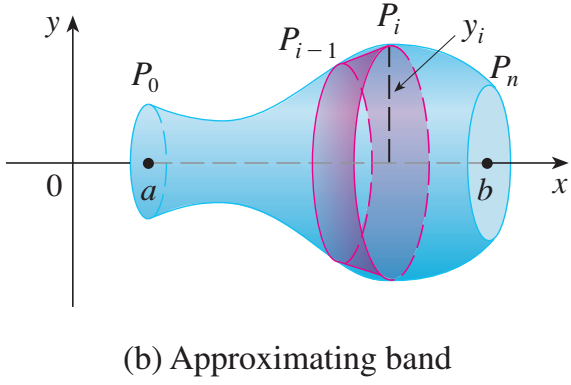 y
P_i
y_i
P_{i−1}
P_0
P_n
0
a
b
x
(b) Approximating band